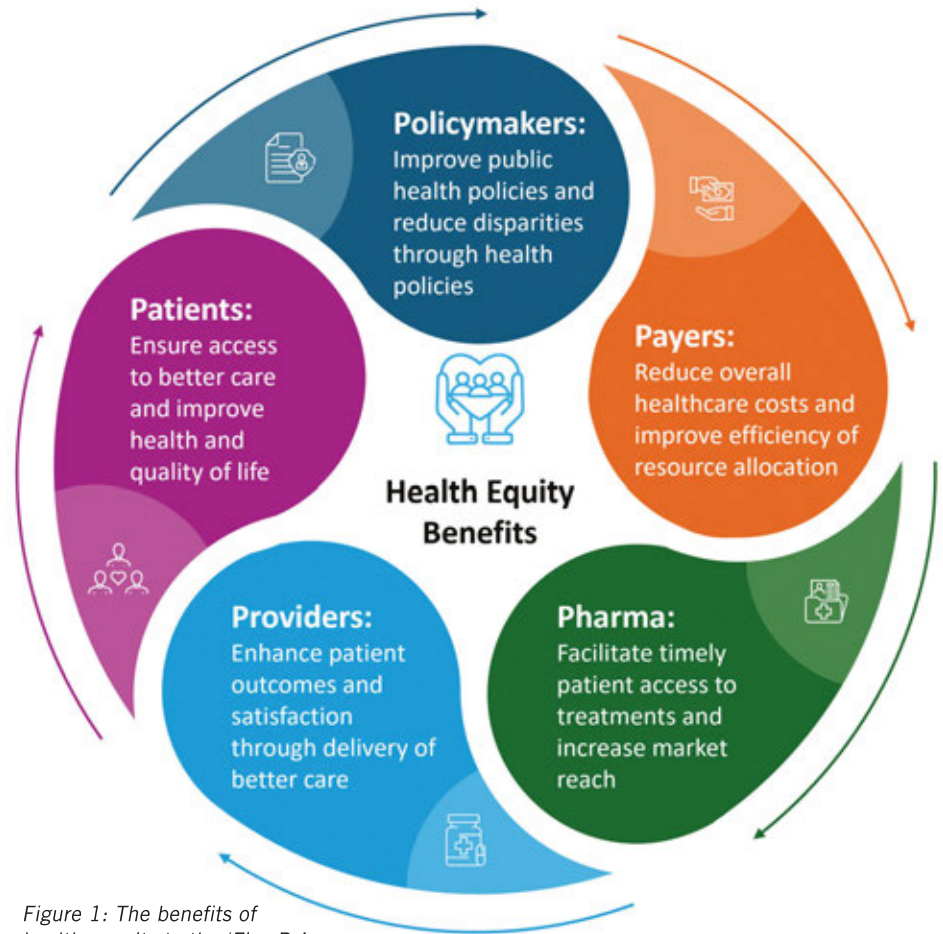 Policymakers:
Improve public
health policies and
reduce disparities
through health
policies
Payers:
Reduce overall
healthcare costs and
improve efficiency of
resource allocation
Pharma:
Facilitate timely
patient access to
treatments and
increase market
reach
Providers:
Enhance patient
outcomes and
satisfaction
through delivery of
better care
Patients:
Ensure access
to better care
and improve
health and
quality of life
Health Equity
Benefits
Figure 1: The benefits of